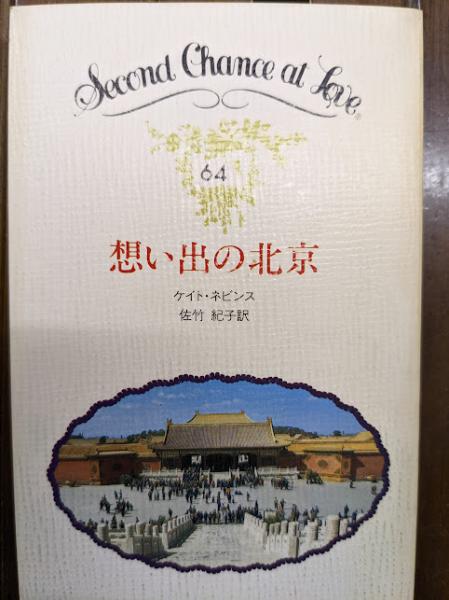 Second Chance at Love®
64
想い出の北京
ケイト・ネビンス
佐竹 紀子訳